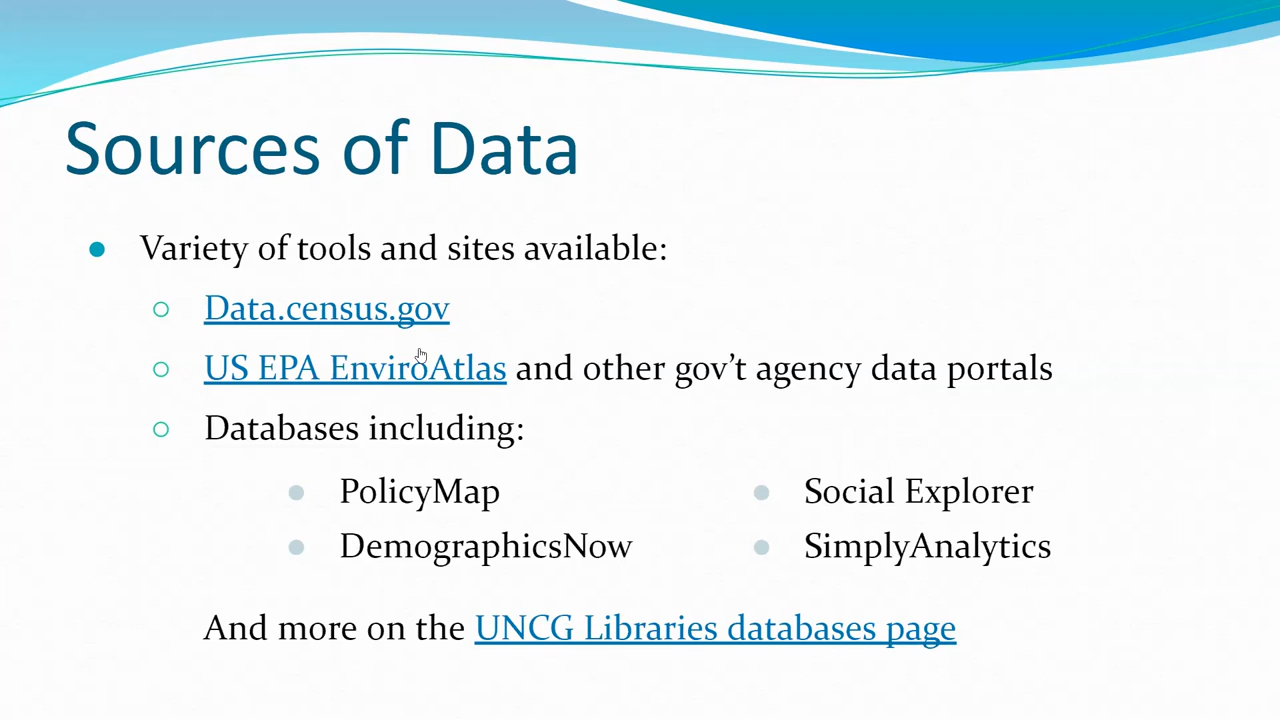 Sources of Data
Variety of tools and sites available:
Data.census.gov
US EPA EnviroAtlas and other gov’t agency data portals
Databases including:
PolicyMap
DemographicsNow
Social Explorer
SimplyAnalytics
And more on the UNCG Libraries databases page